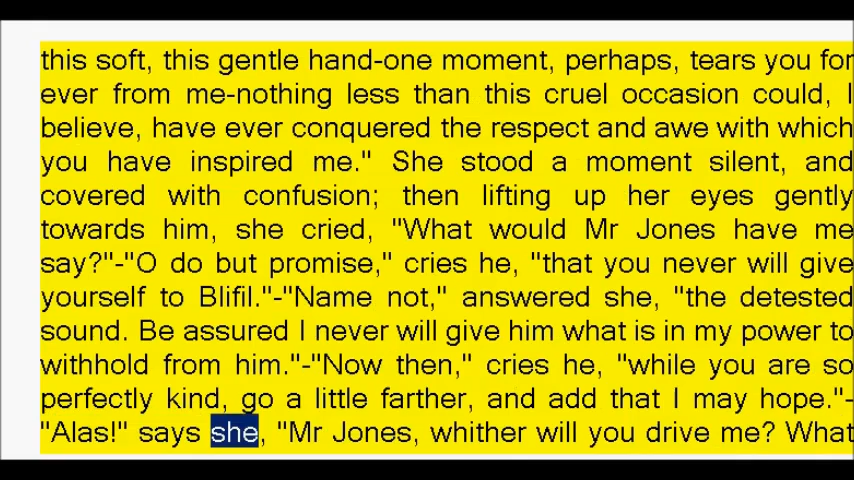 this soft, this gentle hand-one moment, perhaps, tears you for
ever from me-nothing less than this cruel occasion could, I
believe, have ever conquered the respect and awe with which
you have inspired me." She stood a moment silent, and
covered with confusion; then lifting up her eyes gently
towards him, she cried, "What would Mr Jones have me
say?"-"O do but promise," cries he, "that you never will give
yourself to Blifil."-"Name not," answered she, "the detested
sound. Be assured I never will give him what is in my power to
withhold from him."-"Now then," cries he, "while you are so
perfectly kind, go a little farther, and add that I may hope."-
"Alas!" says she, "Mr Jones, whither will you drive me? What